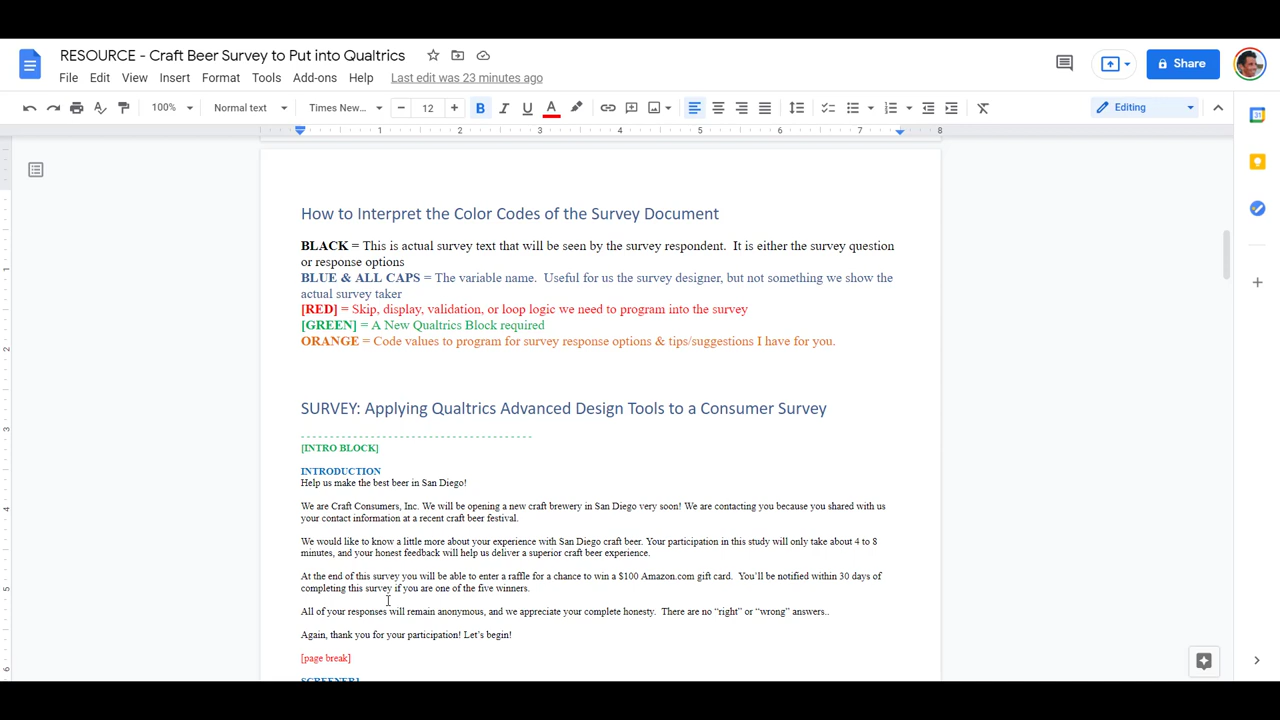 RESOURCE - Craft Beer Survey to Put into Qualtrics
File Edit View Insert Format Tools Add-ons Help Last edit was 23 minutes ago
Share
100% Normal text Times New... 12 Editing
1 2 3 4 5 6 7 8
How to Interpret the Color Codes of the Survey Document
BLACK = This is actual survey text that will be seen by the survey respondent. It is either the survey question
or response options
BLUE & ALL CAPS = The variable name. Useful for us the survey designer, but not something we show the
actual survey taker
[RED] = Skip, display, validation, or loop logic we need to program into the survey
[GREEN] = A New Qualtrics Block required
ORANGE = Code values to program for survey response options & tips/suggestions I have for you.
SURVEY: Applying Qualtrics Advanced Design Tools to a Consumer Survey
- - - - - - - - - - - - - - - - - - - - - - - - - - - - - - - - - -
[INTRO BLOCK]
INTRODUCTION
Help us make the best beer in San Diego!
We are Craft Consumers, Inc. We will be opening a new craft brewery in San Diego very soon! We are contacting you because you shared with us
your contact information at a recent craft beer festival.
We would like to know a little more about your experience with San Diego craft beer. Your participation in this study will only take about 4 to 8
minutes, and your honest feedback will help us deliver a superior craft beer experience.
At the end of this survey you will be able to enter a raffle for a chance to win a $100 Amazon.com gift card. You’ll be notified within 30 days of
completing this survey if you are one of the five winners.
All of your responses will remain anonymous, and we appreciate your complete honesty. There are no “right” or “wrong” answers..
Again, thank you for your participation! Let’s begin!
[page break]
SCREENER1